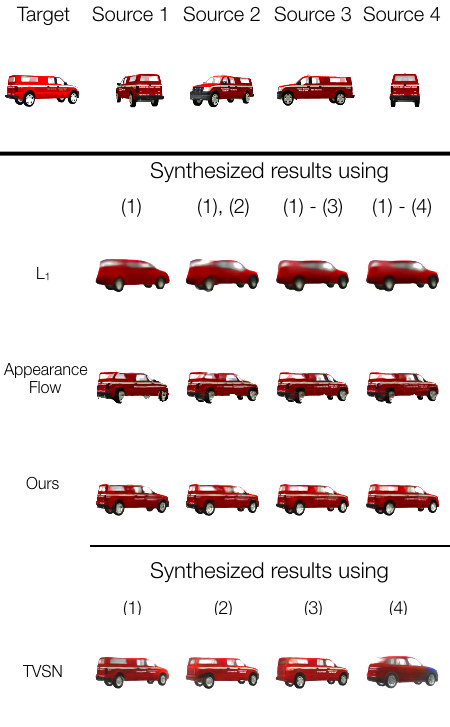 Target Source 1 Source 2 Source 3 Source 4
Synthesized results using
(1) (1), (2) (1) - (3) (1) - (4)
L₁
Appearance
Flow
Ours
Synthesized results using
(1) (2) (3) (4)
TVSN